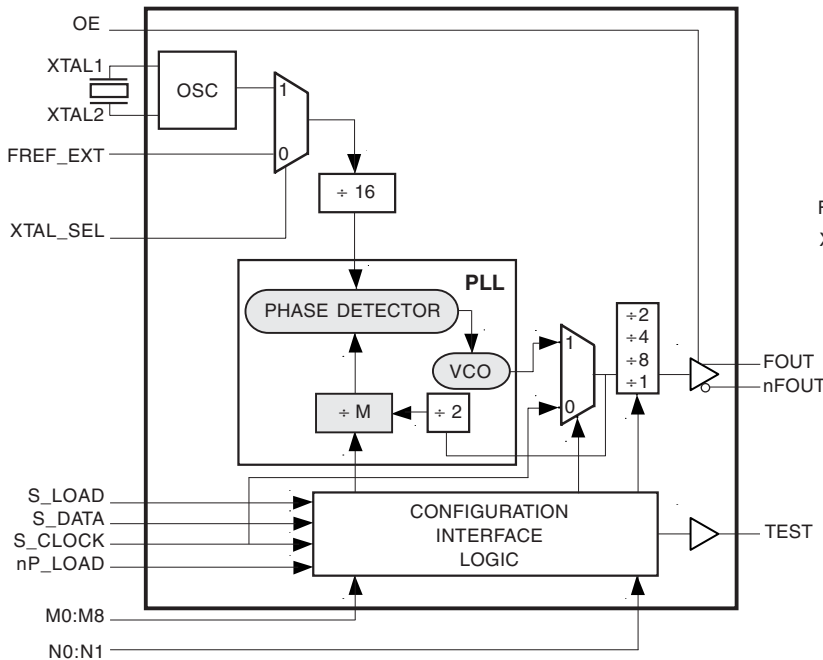 OE
XTAL1
OSC
1
XTAL2
FREF_EXT
0
÷ 16
XTAL_SEL
PLL
PHASE DETECTOR
÷2
÷4
÷8
÷1
1
VCO
FOUT
nFOUT
÷ M
÷ 2
0
S_LOAD
S_DATA
S_CLOCK
nP_LOAD
CONFIGURATION
INTERFACE
LOGIC
TEST
M0:M8
N0:N1